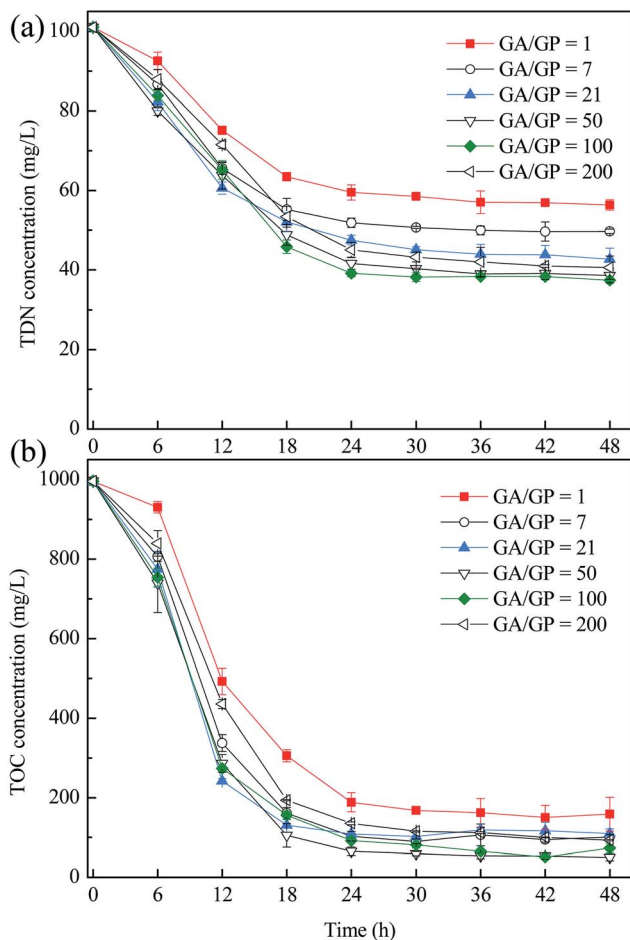 (a)
TDN concentration (mg/L)
100
80
60
40
20
0
GA/GP = 1
GA/GP = 7
GA/GP = 21
GA/GP = 50
GA/GP = 100
GA/GP = 200
0 6 12 18 24 30 36 42 48
(b)
TOC concentration (mg/L)
1000
800
600
400
200
0
GA/GP = 1
GA/GP = 7
GA/GP = 21
GA/GP = 50
GA/GP = 100
GA/GP = 200
0 6 12 18 24 30 36 42 48
Time (h)